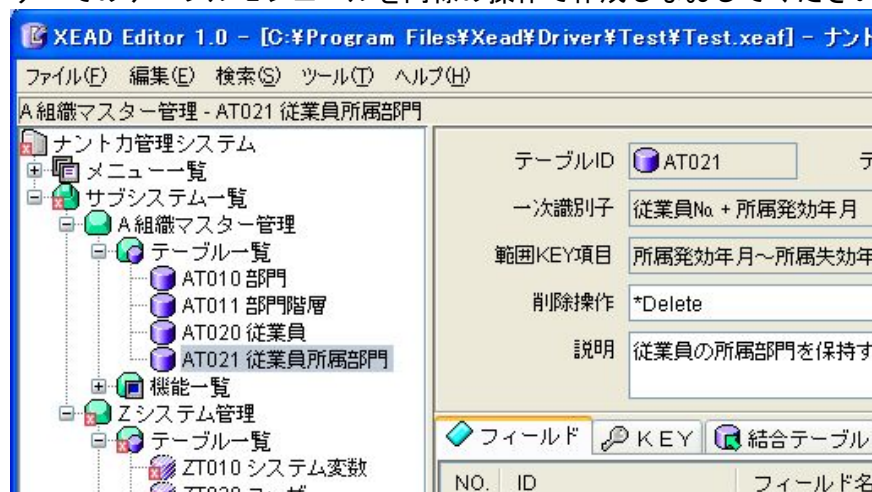 XEAD Editor 1.0 - [C:¥Program Files¥Xead¥Driver¥Test¥Test.xeaf] - ナント
ファイル(F) 編集(E) 検索(S) ツール(T) ヘルプ(H)
A 組織マスター管理 - AT021 従業員所属部門
ナントカ管理システム
メニュー一覧
サブシステム一覧
A 組織マスター管理
テーブル一覧
AT010 部門
AT011 部門階層
AT020 従業員
AT021 従業員所属部門
機能一覧
Z システム管理
テーブル一覧
ZT010 システム変数
テーブルID AT021 テ
一次識別子 従業員No. + 所属発効年月
範囲KEY項目 所属発効年月～所属失効年
削除操作 *Delete
説明 従業員の所属部門を保持す
フィールド KEY 結合テーブル
NO. ID フィールド名